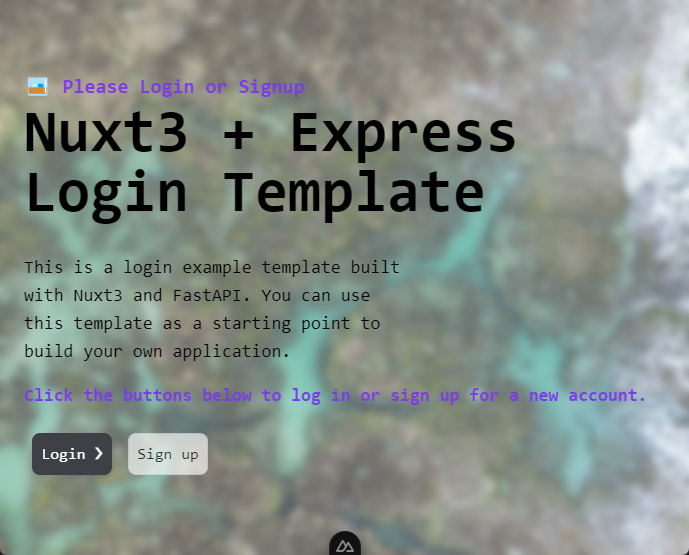 Please Login or Signup
Nuxt3 + Express
Login Template
This is a login example template built
with Nuxt3 and FastAPI. You can use
this template as a starting point to
build your own application.
Click the buttons below to log in or sign up for a new account.
Login ❯
Sign up